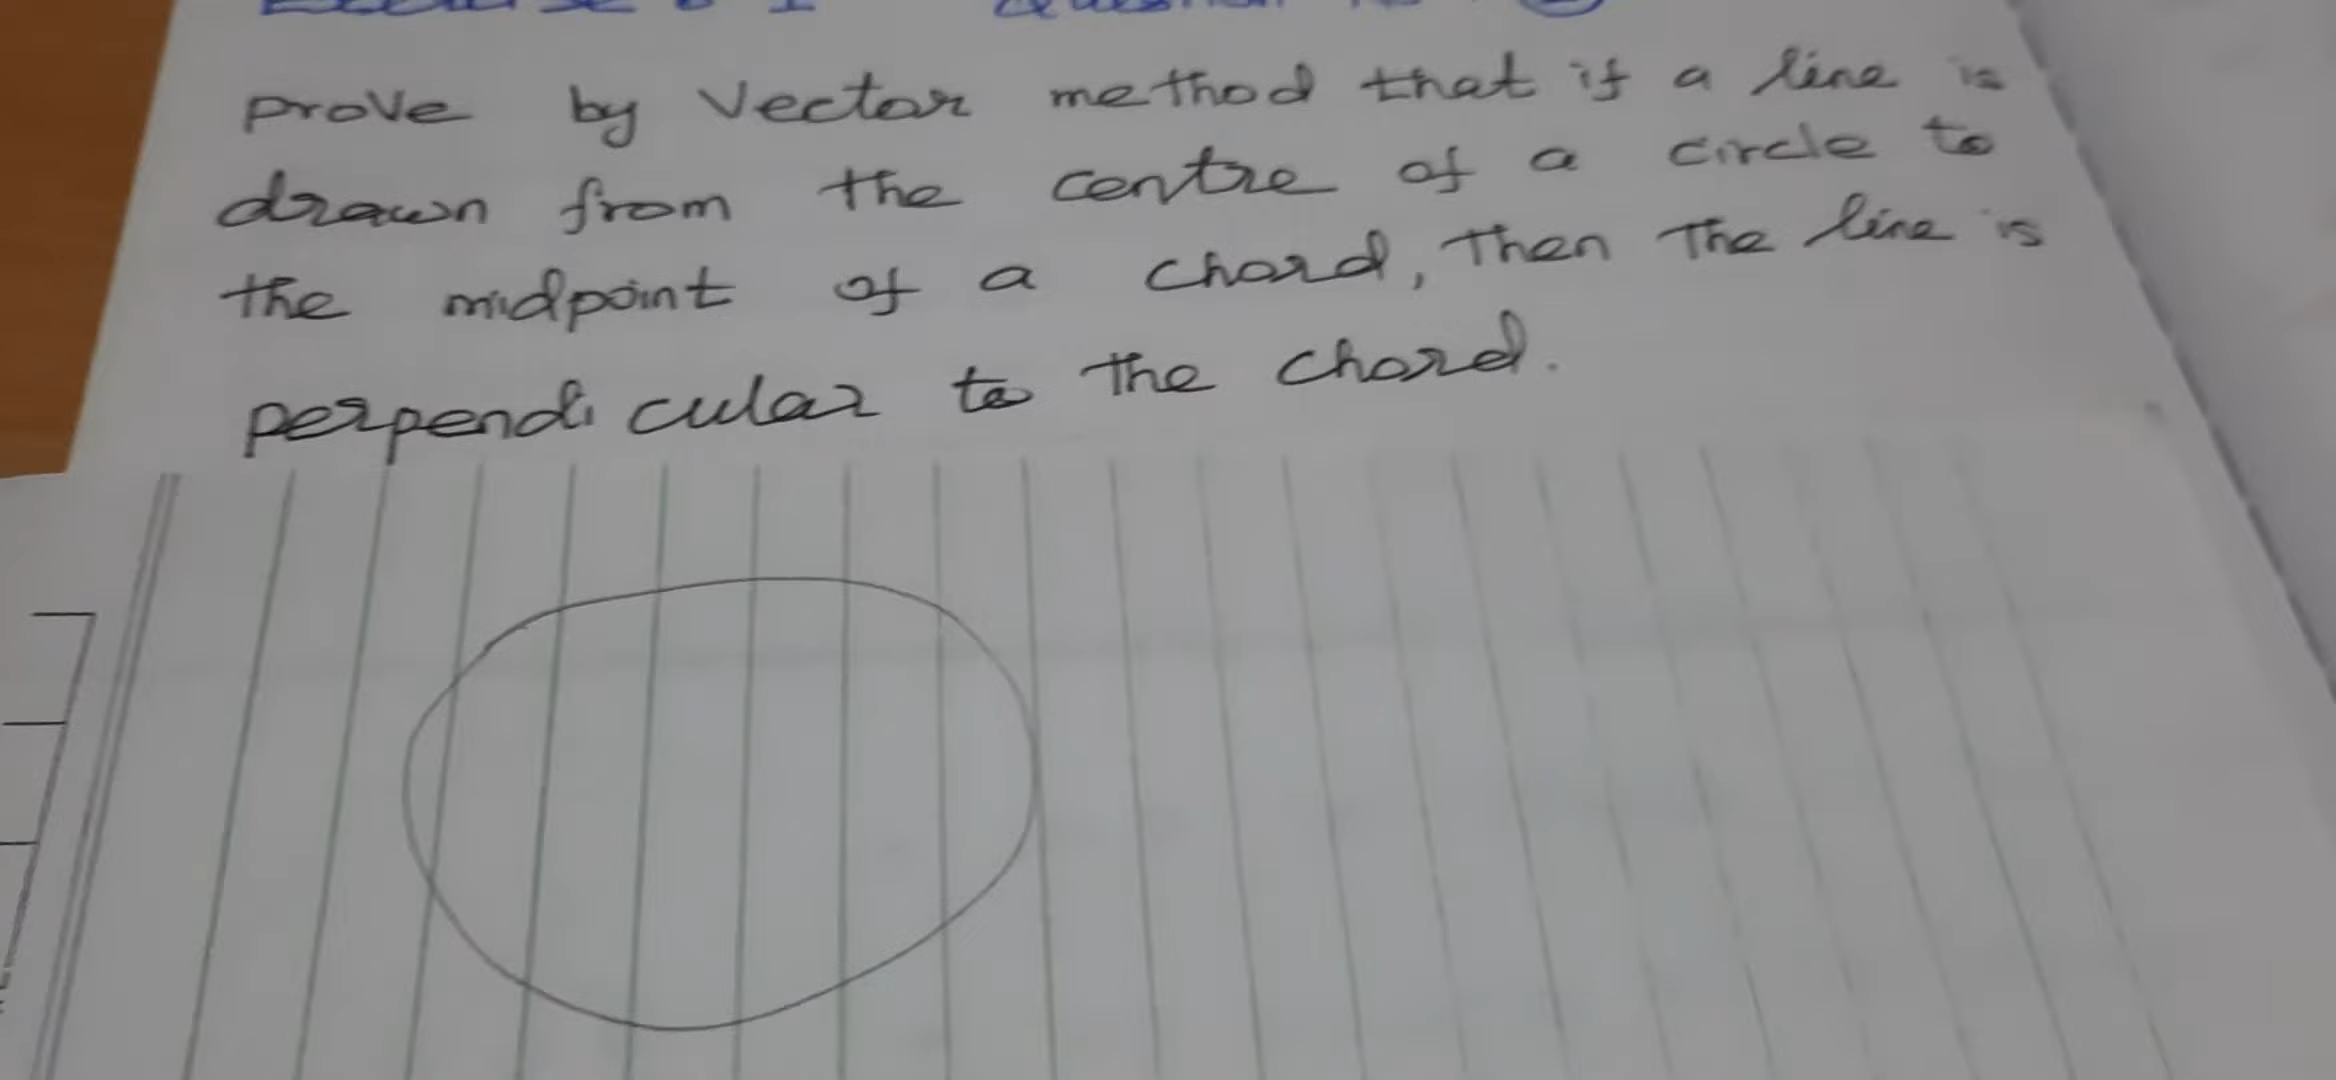 prove by vector method that if a line is
drawn from the centre of a circle to
the midpoint of a chord, then the line is
perpendicular to the chord.